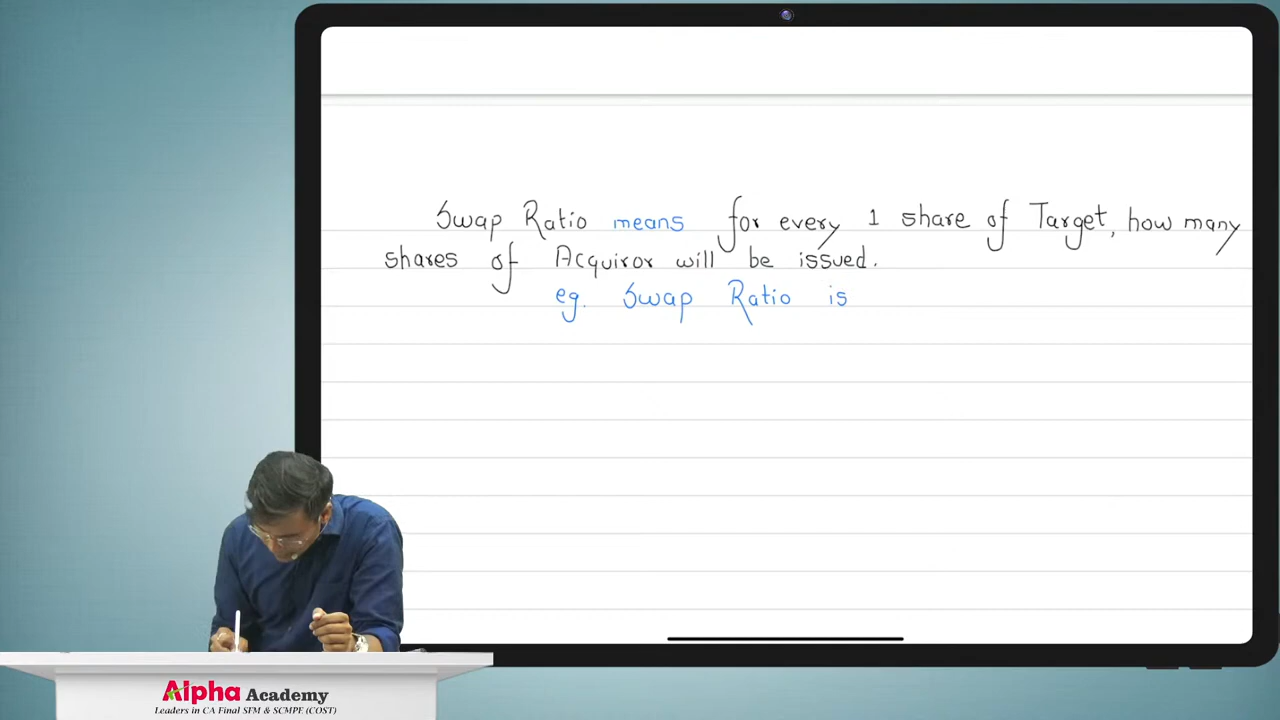 Swap Ratio means for every 1 share of Target, how many
shares of Acquiror will be issued.
eg. Swap Ratio is
Alpha Academy
Leaders in CA Final SFM & SCMPE (COST)